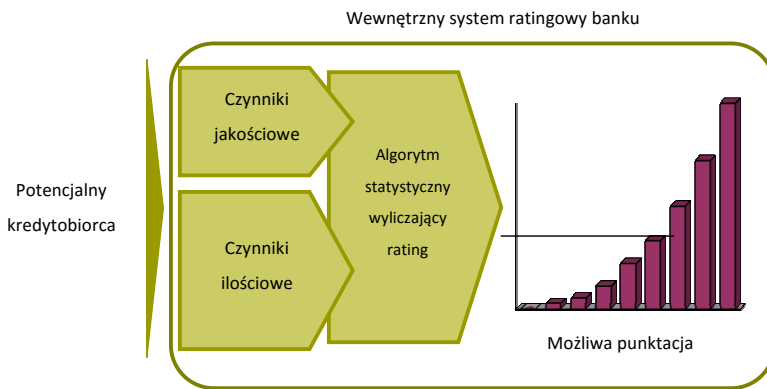 Wewnętrzny system ratingowy banku
Potencjalny
kredytobiorca
Czynniki
jakościowe
Czynniki
ilościowe
Algorytm
statystyczny
wyliczający
rating
Możliwa punktacja